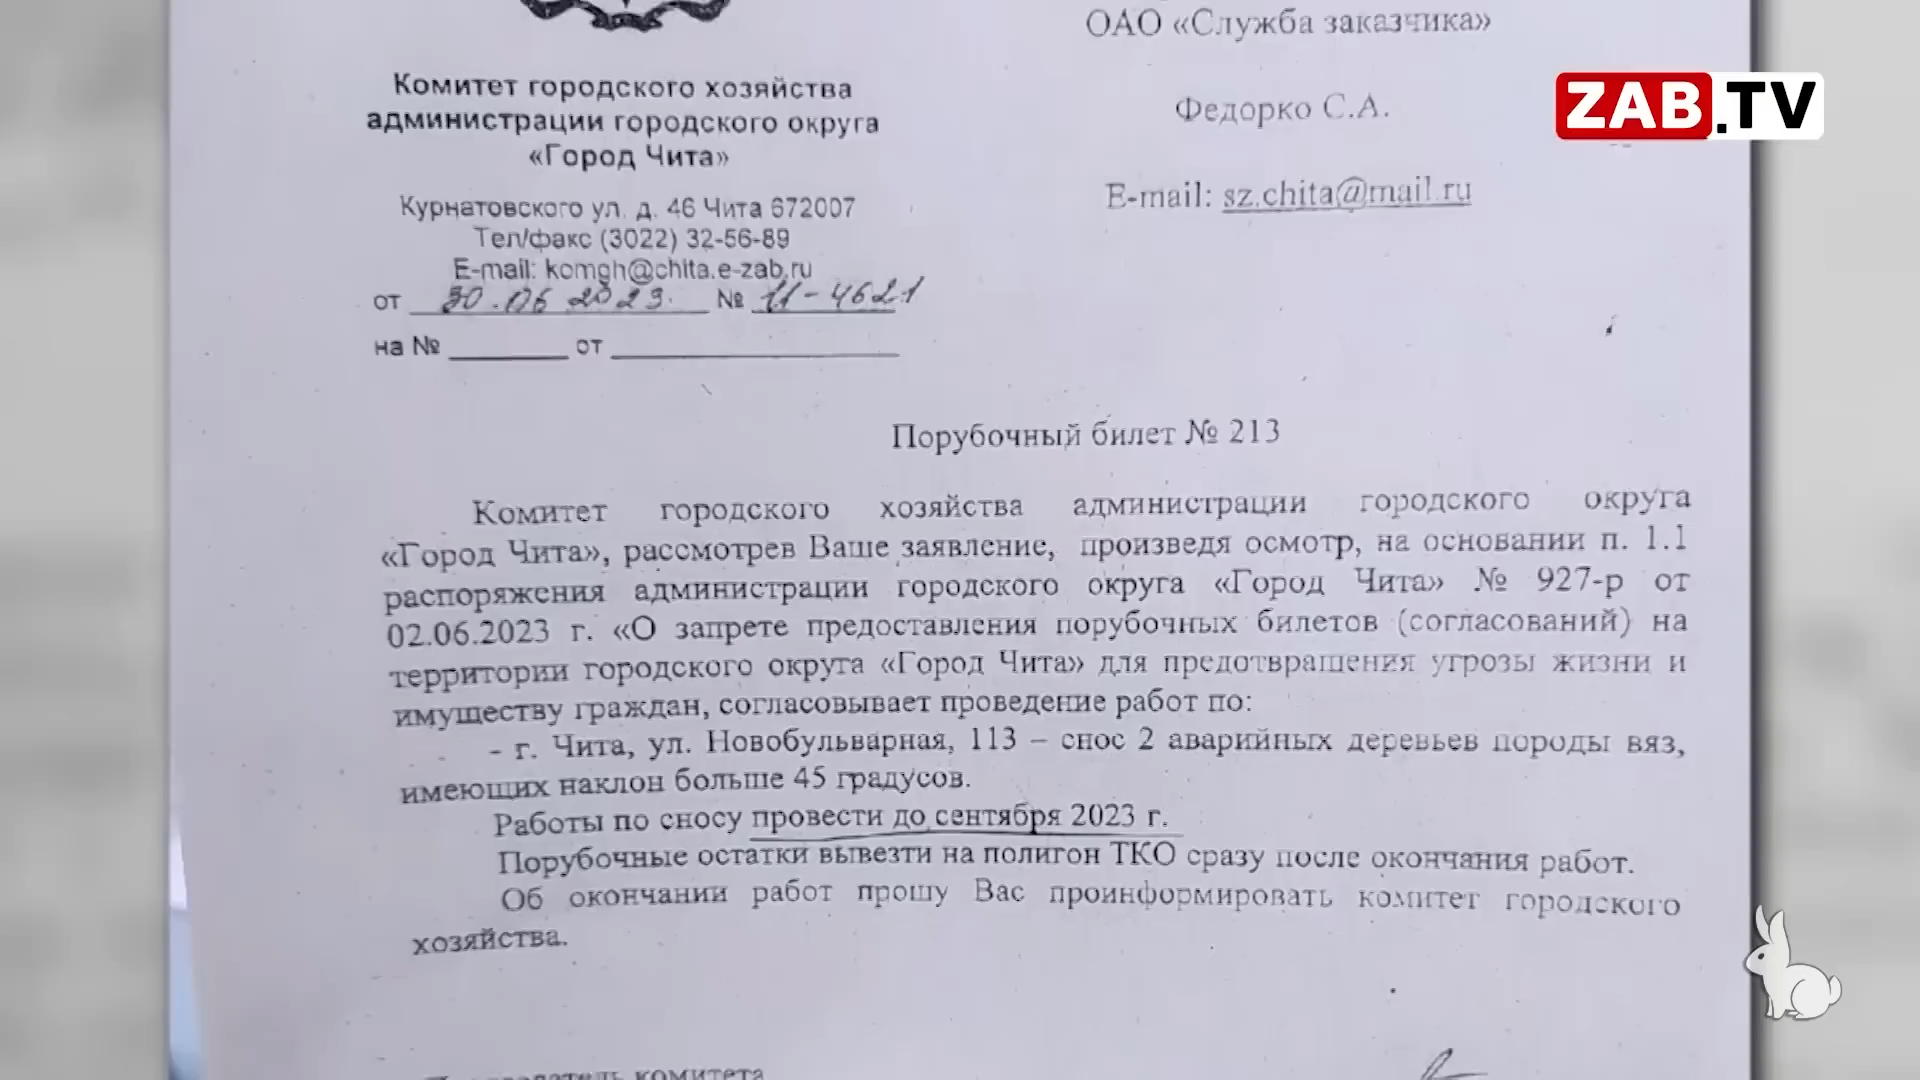 ОАО «Служба заказчика»
Комитет городского хозяйства
администрации городского округа
«Город Чита»
Федорко С.А.
ZAB.TV
E-mail: sz.chita@mail.ru
Курнатовского ул. д. 46 Чита 672007
Тел/факс (3022) 32-56-89
E-mail: komgh@chita.e-zab.ru
от 30.06.2023. № 11-4621
на № ________ от ____________________
Порубочный билет № 213
Комитет городского хозяйства администрации городского округа
«Город Чита», рассмотрев Ваше заявление, произведя осмотр, на основании п. 1.1
распоряжения администрации городского округа «Город Чита» № 927-р от
02.06.2023 г. «О запрете предоставления порубочных билетов (согласований) на
территории городского округа «Город Чита» для предотвращения угрозы жизни и
имуществу граждан, согласовывает проведение работ по:
- г. Чита, ул. Новобульварная, 113 – снос 2 аварийных деревьев породы вяз,
имеющих наклон больше 45 градусов.
Работы по сносу провести до сентября 2023 г.
Порубочные остатки вывезти на полигон ТКО сразу после окончания работ.
Об окончании работ прошу Вас проинформировать комитет городского
хозяйства.
комитета